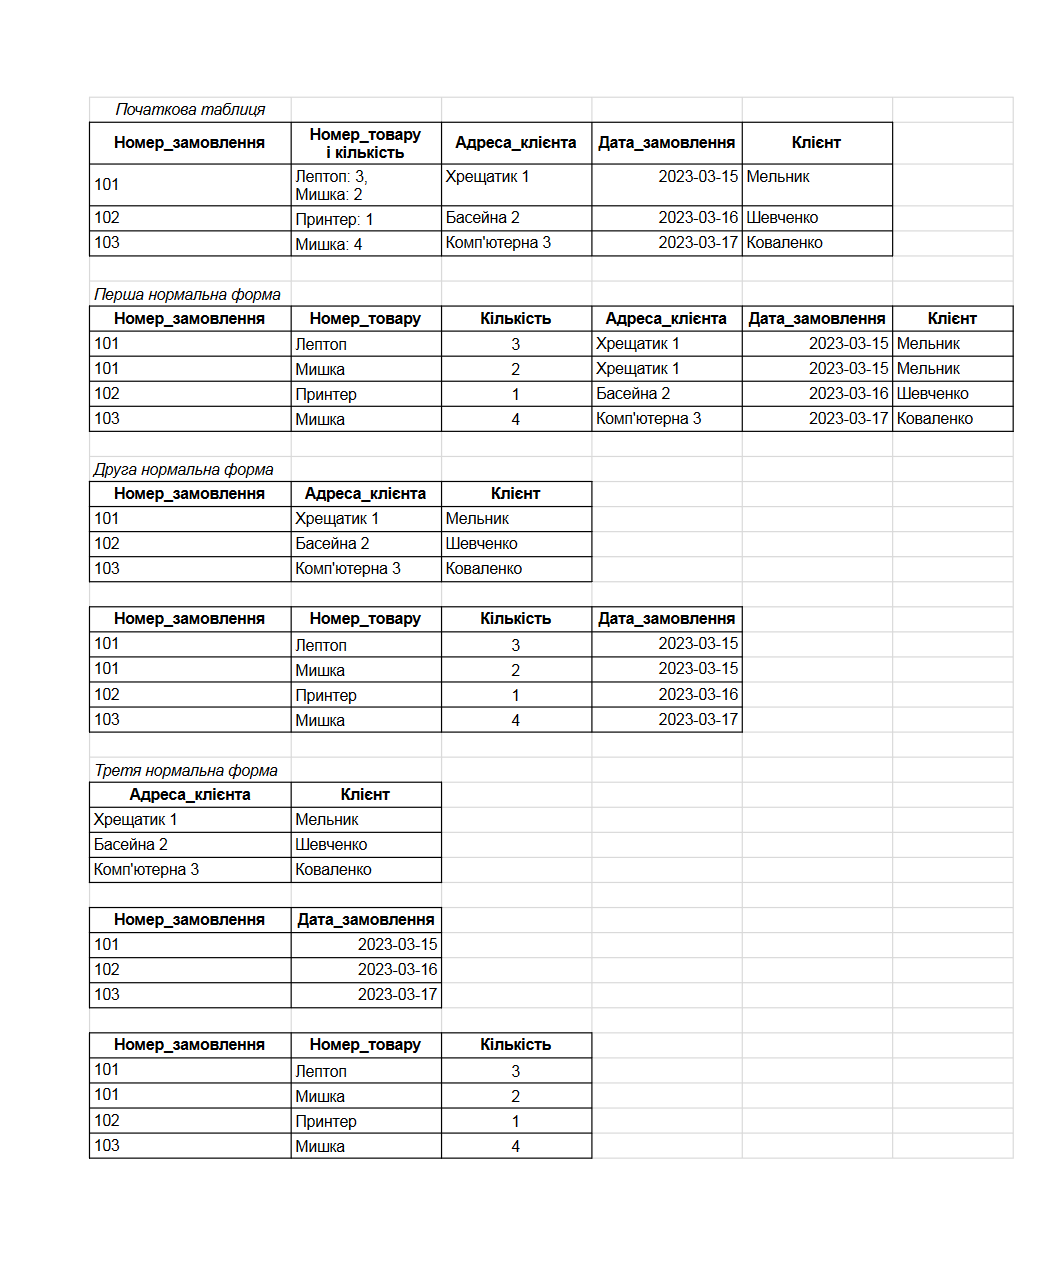 Початкова таблиця
Номер_замовлення Номер_товару і кількість Адреса_клієнта Дата_замовлення Клієнт
101 Лептоп: 3, Мишка: 2 Хрещатик 1 2023-03-15 Мельник
102 Принтер: 1 Басейна 2 2023-03-16 Шевченко
103 Мишка: 4 Комп'ютерна 3 2023-03-17 Коваленко
Перша нормальна форма
Номер_замовлення Номер_товару Кількість Адреса_клієнта Дата_замовлення Клієнт
101 Лептоп 3 Хрещатик 1 2023-03-15 Мельник
101 Мишка 2 Хрещатик 1 2023-03-15 Мельник
102 Принтер 1 Басейна 2 2023-03-16 Шевченко
103 Мишка 4 Комп'ютерна 3 2023-03-17 Коваленко
Друга нормальна форма
Номер_замовлення Адреса_клієнта Клієнт
101 Хрещатик 1 Мельник
102 Басейна 2 Шевченко
103 Комп'ютерна 3 Коваленко
Номер_замовлення Номер_товару Кількість Дата_замовлення
101 Лептоп 3 2023-03-15
101 Мишка 2 2023-03-15
102 Принтер 1 2023-03-16
103 Мишка 4 2023-03-17
Третя нормальна форма
Адреса_клієнта Клієнт
Хрещатик 1 Мельник
Басейна 2 Шевченко
Комп'ютерна 3 Коваленко
Номер_замовлення Дата_замовлення
101 2023-03-15
102 2023-03-16
103 2023-03-17
Номер_замовлення Номер_товару Кількість
101 Лептоп 3
101 Мишка 2
102 Принтер 1
103 Мишка 4